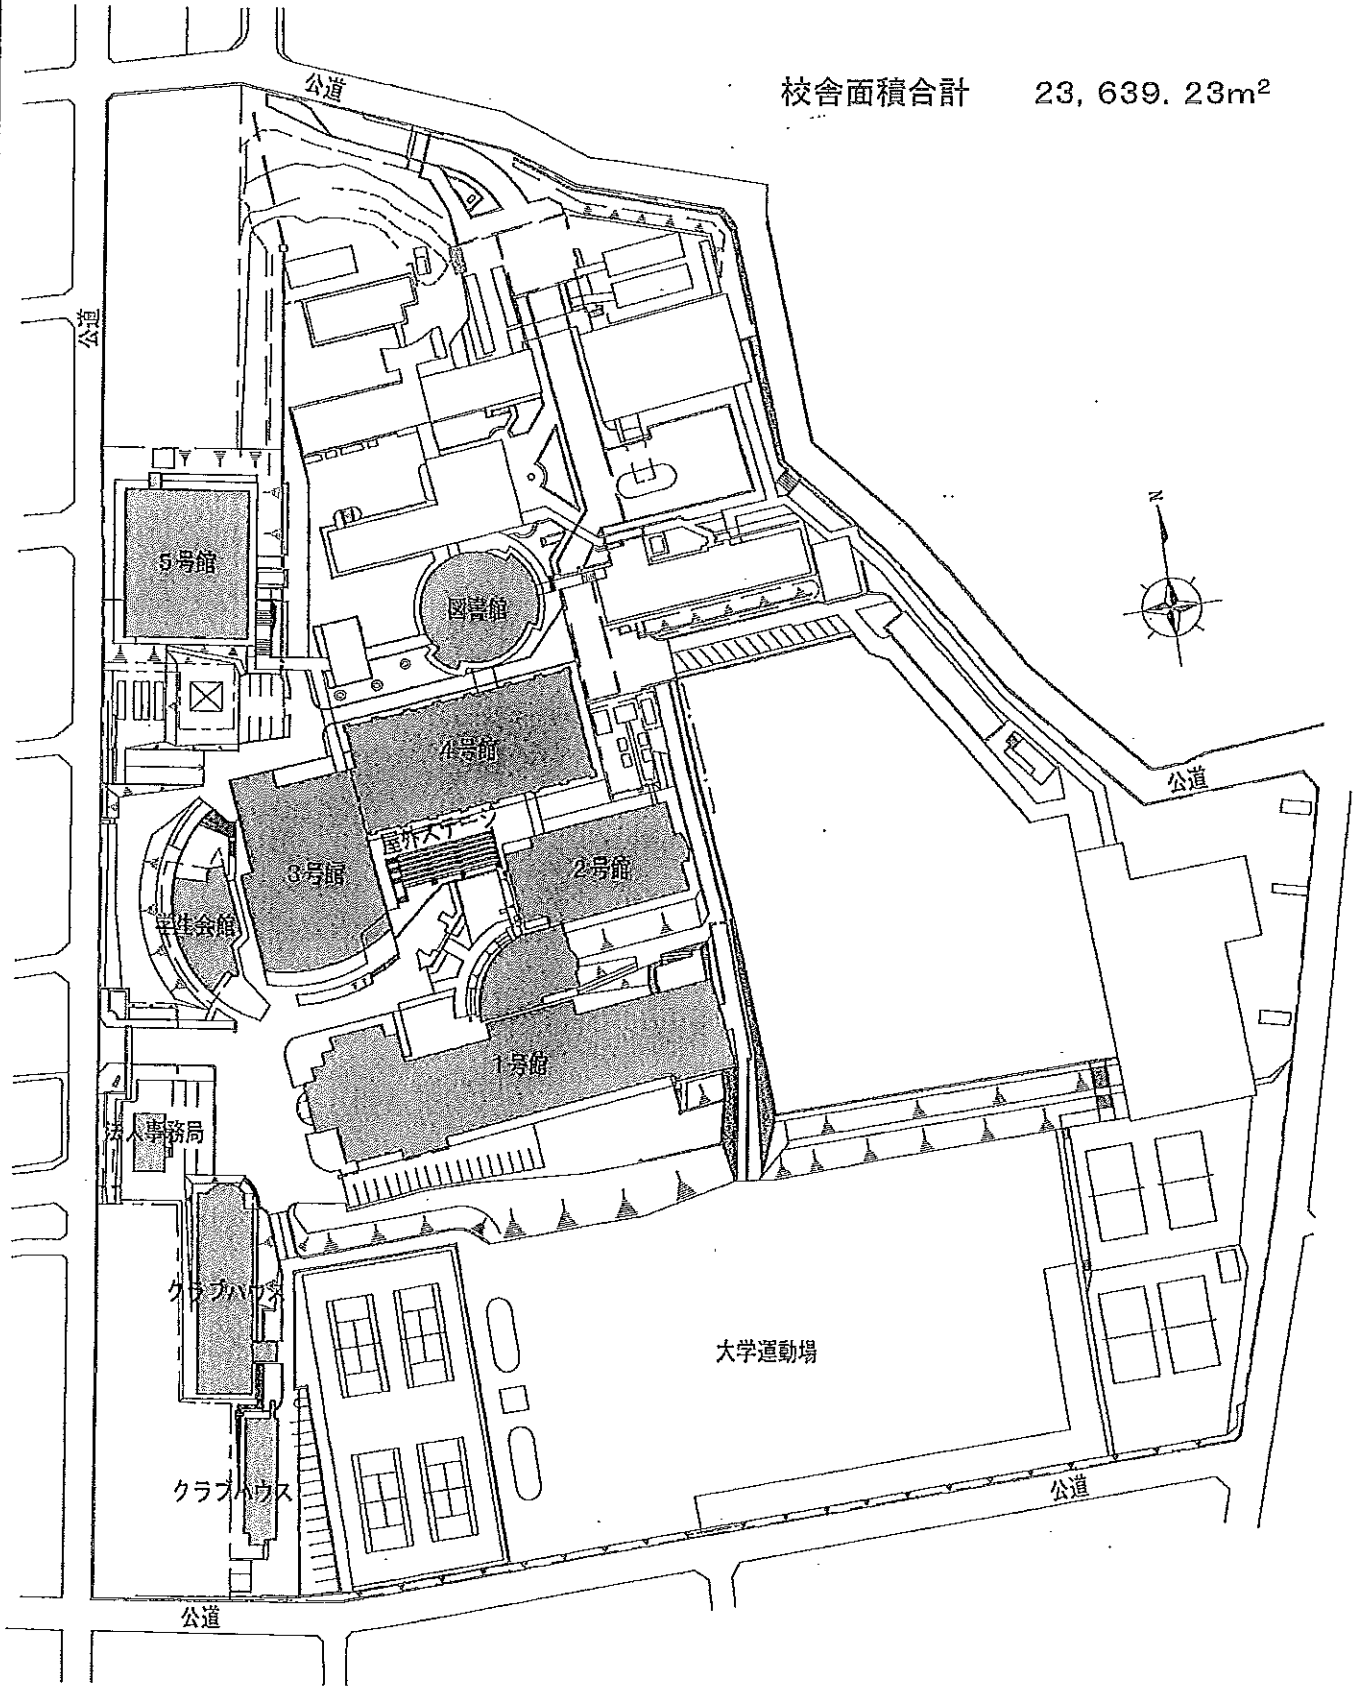 公道
校舎面積合計 23, 639. 23m²
公道
N
5号館
図書館
4号館
公道
屋外ステージ
3号館
2号館
学生会館
1号館
法人事務局
クラブハウス
大学運動場
クラブハウス
公道
公道